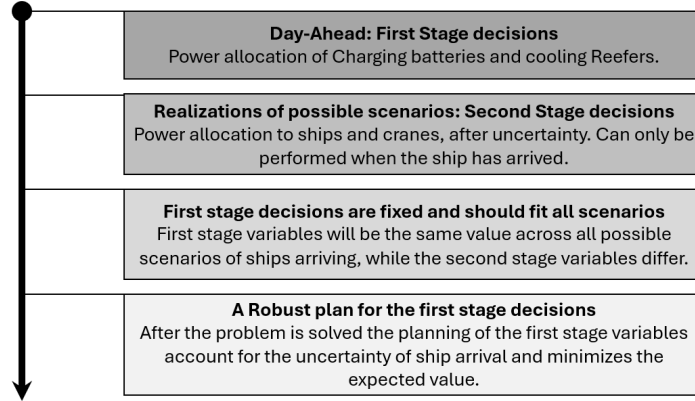 Day-Ahead: First Stage decisions
Power allocation of Charging batteries and cooling Reefers.
Realizations of possible scenarios: Second Stage decisions
Power allocation to ships and cranes, after uncertainty. Can only be
performed when the ship has arrived.
First stage decisions are fixed and should fit all scenarios
First stage variables will be the same value across all possible
scenarios of ships arriving, while the second stage variables differ.
A Robust plan for the first stage decisions
After the problem is solved the planning of the first stage variables
account for the uncertainty of ship arrival and minimizes the
expected value.